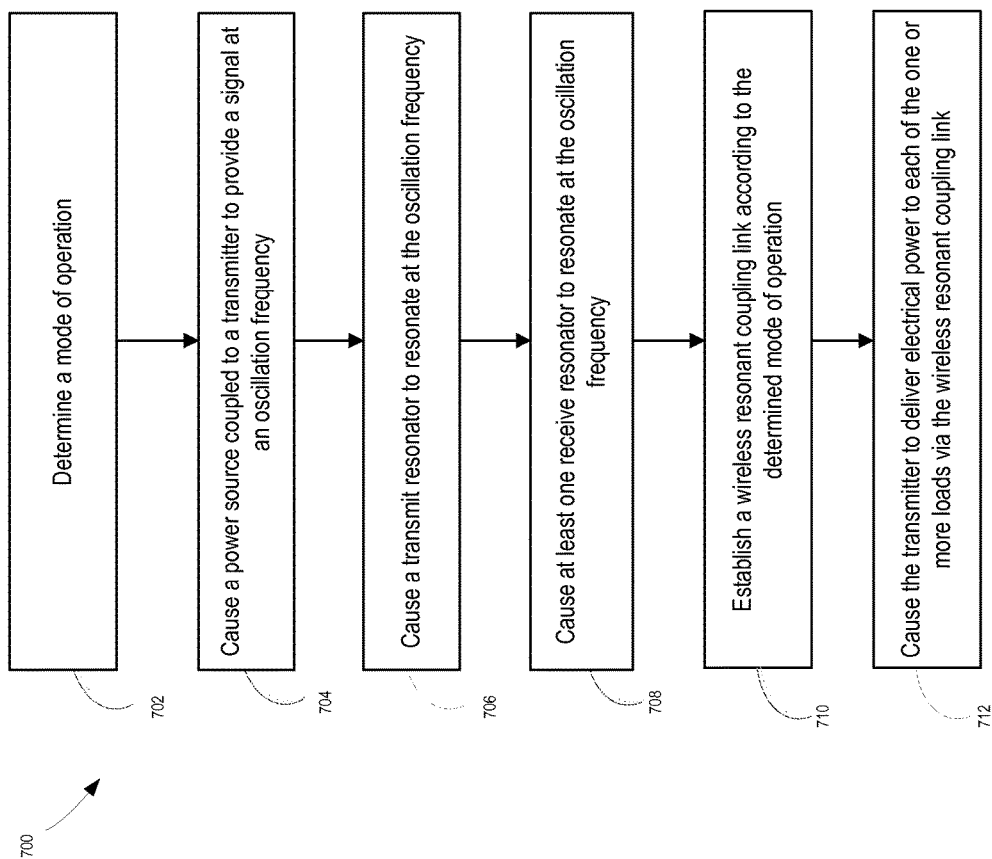 700
702
Determine a mode of operation
704
Cause a power source coupled to a transmitter to provide a signal at
an oscillation frequency
706
Cause a transmit resonator to resonate at the oscillation frequency
708
Cause at least one receive resonator to resonate at the oscillation
frequency
710
Establish a wireless resonant coupling link according to the
determined mode of operation
712
Cause the transmitter to deliver electrical power to each of the one or
more loads via the wireless resonant coupling link